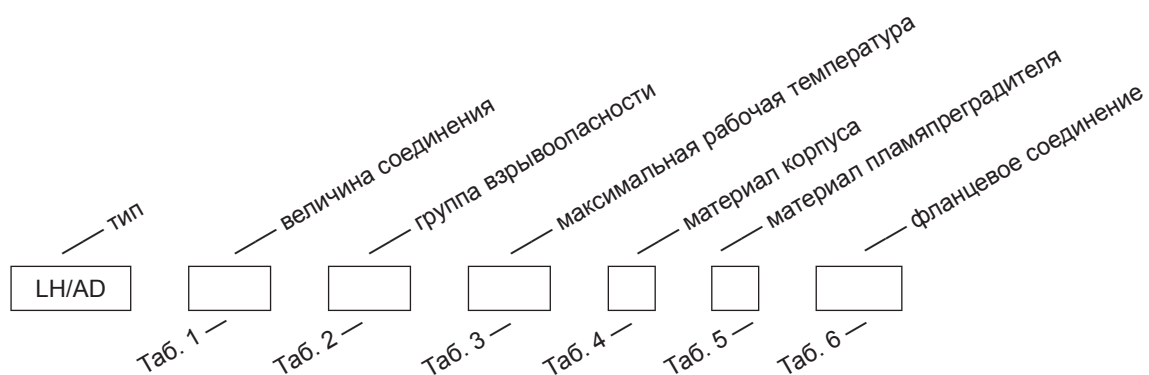 тип
величина соединения
группа взрывоопасности
максимальная рабочая температура
материал корпуса
материал пламяпреградителя
фланцевое соединение
LH/AD
Таб. 1
Таб. 2
Таб. 3
Таб. 4
Таб. 5
Таб. 6